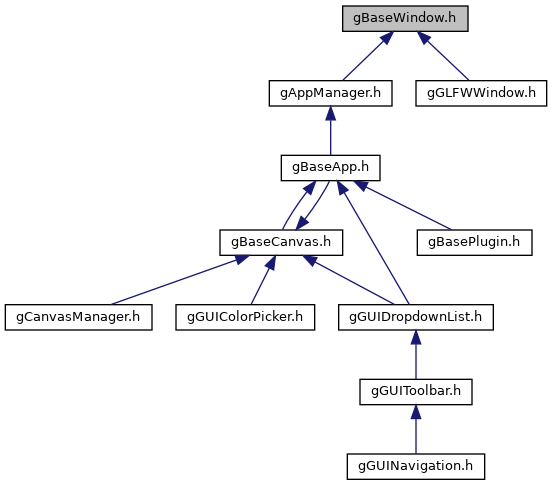 gBaseWindow.h
gAppManager.h
gGLFWWindow.h
gBaseApp.h
gBaseCanvas.h
gBasePlugin.h
gCanvasManager.h
gGUIColorPicker.h
gGUIDropdownList.h
gGUIToolbar.h
gGUINavigation.h